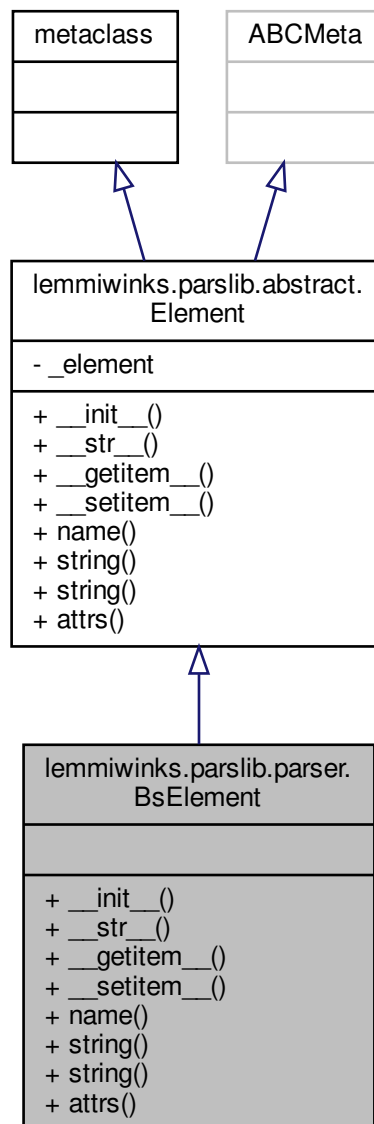 metaclass
ABCMeta
lemmiwinks.parslib.abstract.
Element
- _element
+ __init__()
+ __str__()
+ __getitem__()
+ __setitem__()
+ name()
+ string()
+ string()
+ attrs()
lemmiwinks.parslib.parser.
BsElement
+ __init__()
+ __str__()
+ __getitem__()
+ __setitem__()
+ name()
+ string()
+ string()
+ attrs()